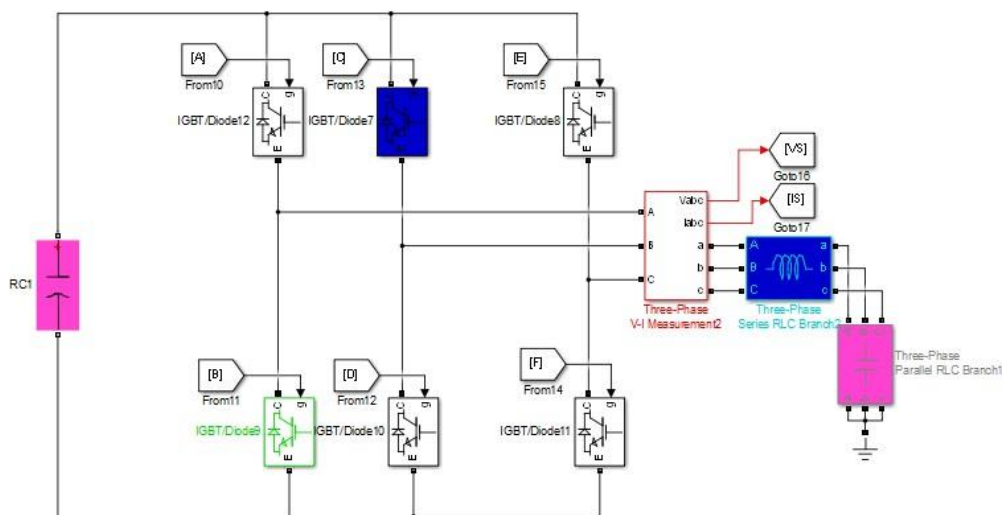 [A]
From10
[C]
From13
[E]
From15
C
g
IGBT/Diode12
E
g
IGBT/Diode7
E
C
g
IGBT/Diode8
E
[VS]
Goto16
[IS]
Goto17
Vabc
Iabc
A
B
C
a
b
c
Three-Phase
V-I Measurement2
A
B
C
a
b
c
Three-Phase
Series RLC Branch2
RC1
+
Three-Phase
Parallel RLC Branch1
[B]
From11
[D]
From12
[F]
From14
C
g
IGBT/Diode9
E
C
g
IGBT/Diode10
E
C
g
IGBT/Diode11
E